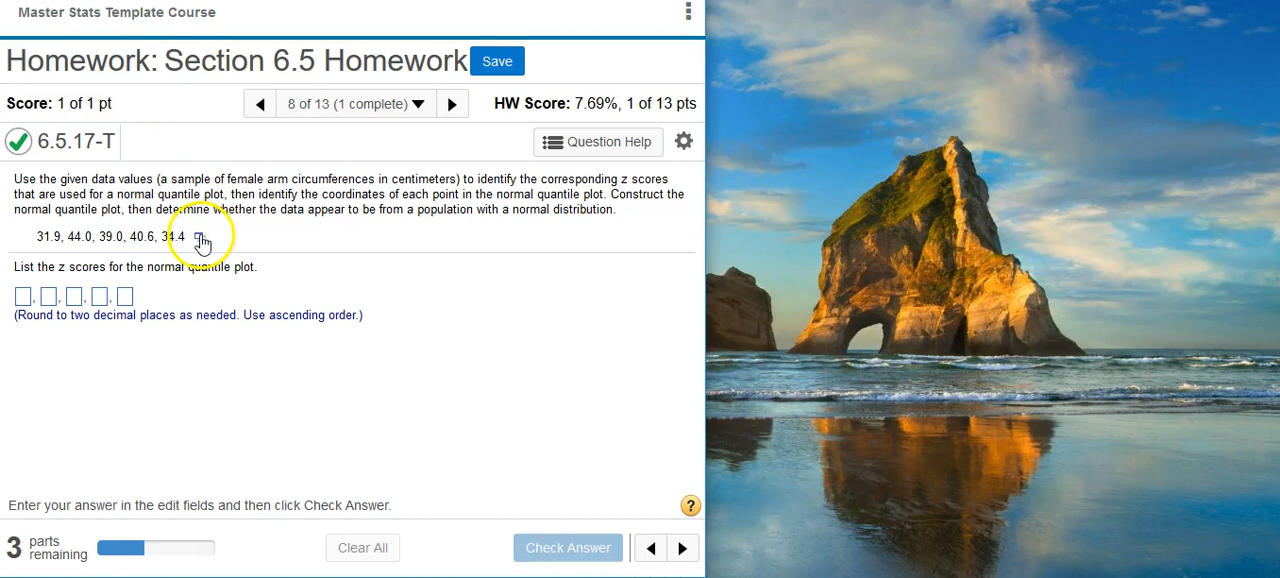 Master Stats Template Course
Homework: Section 6.5 Homework Save
Score: 1 of 1 pt 8 of 13 (1 complete) HW Score: 7.69%, 1 of 13 pts
6.5.17-T Question Help
Use the given data values (a sample of female arm circumferences in centimeters) to identify the corresponding z scores
that are used for a normal quantile plot, then identify the coordinates of each point in the normal quantile plot. Construct the
normal quantile plot, then determine whether the data appear to be from a population with a normal distribution.
31.9, 44.0, 39.0, 40.6, 34.4
List the z scores for the normal quantile plot.
, , , ,
(Round to two decimal places as needed. Use ascending order.)
Enter your answer in the edit fields and then click Check Answer.
?
3 parts
remaining
Clear All
Check Answer